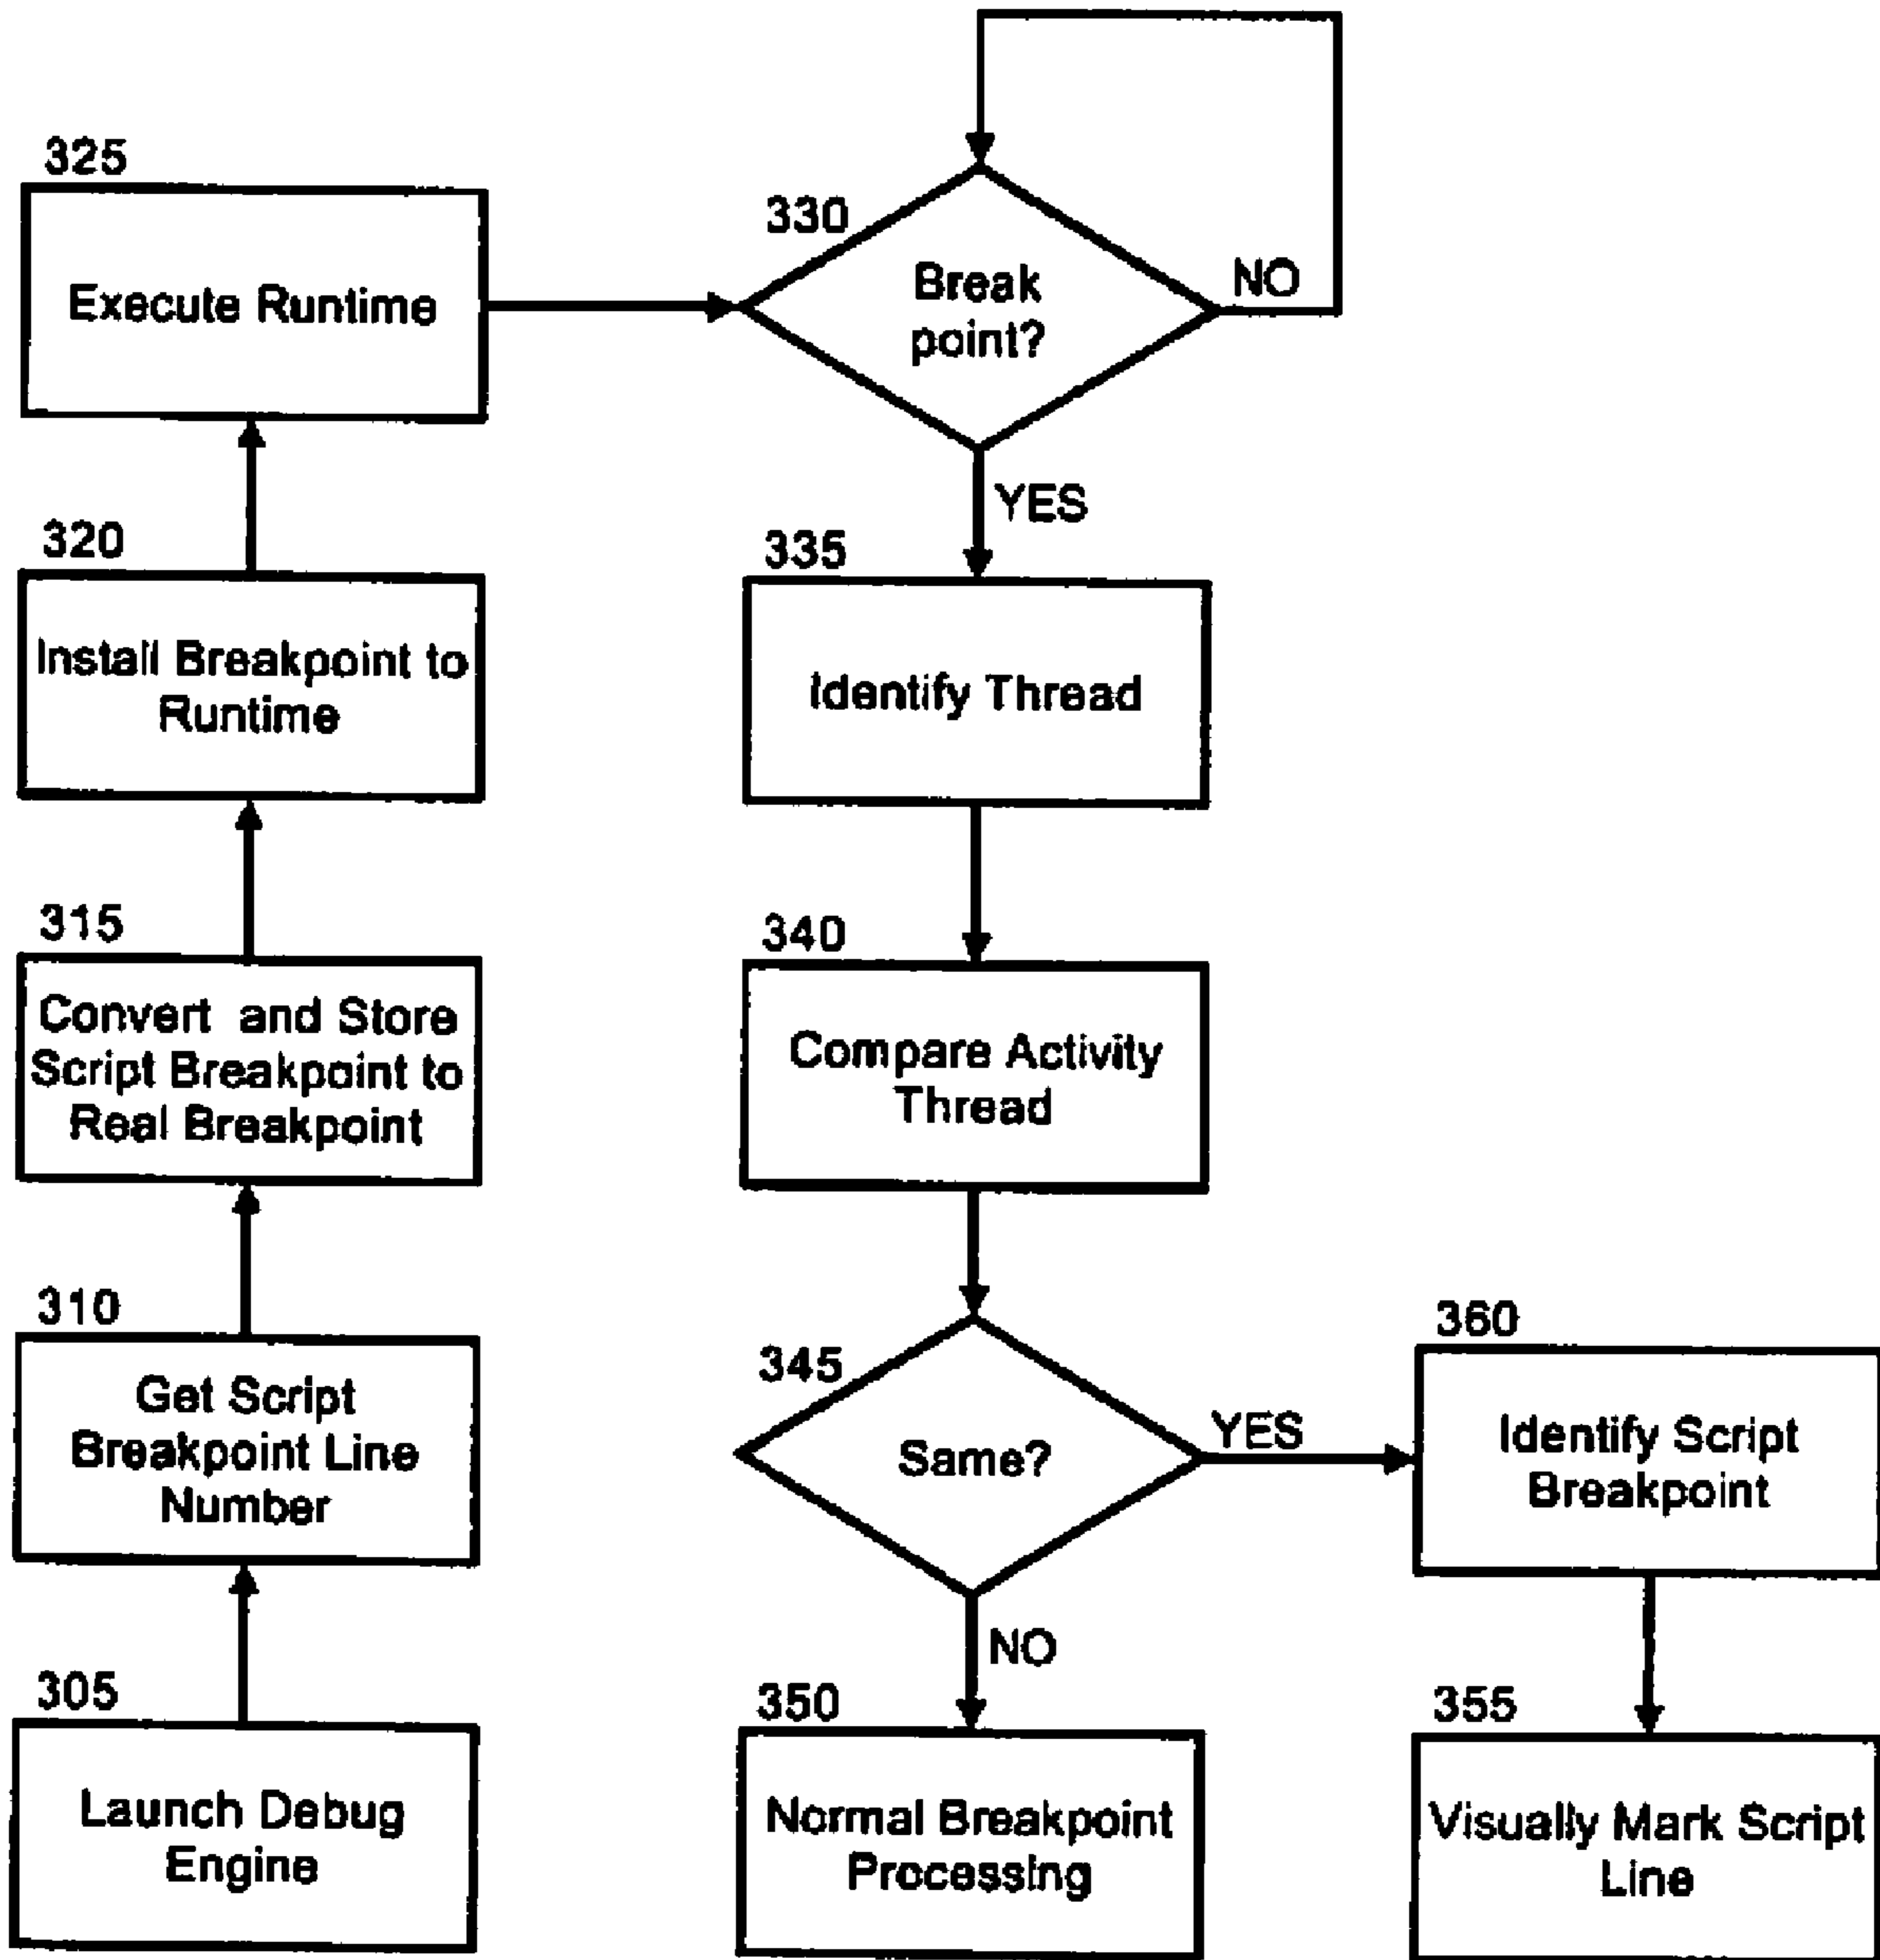 325
Execute Runtime
330
Break
point?
NO
YES
320
Install Breakpoint to
Runtime
335
Identify Thread
315
Convert and Store
Script Breakpoint to
Real Breakpoint
340
Compare Activity
Thread
310
Get Script
Breakpoint Line
Number
345
Same?
YES
NO
360
Identify Script
Breakpoint
305
Launch Debug
Engine
350
Normal Breakpoint
Processing
355
Visually Mark Script
Line